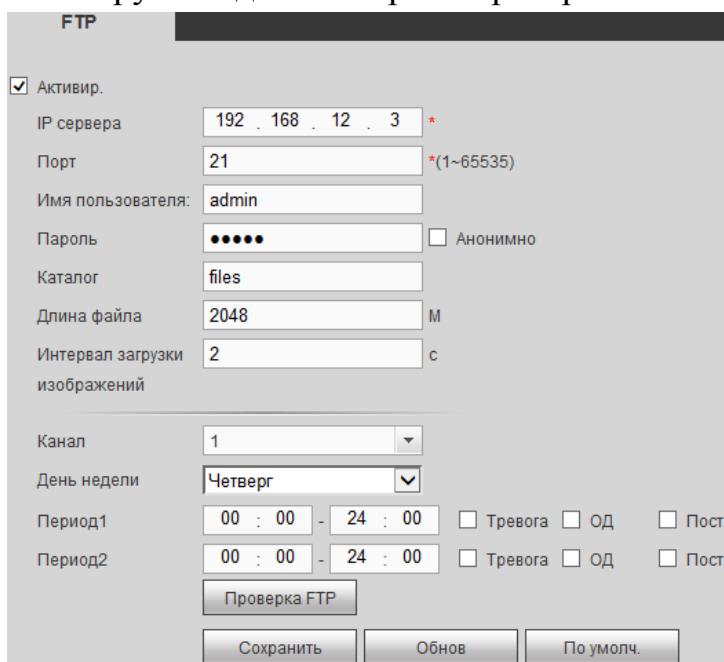 FTP
Активир.
IP сервера 192 . 168 . 12 . 3 *
Порт 21 *(1~65535)
Имя пользователя: admin
Пароль ●●●●● Анонимно
Каталог files
Длина файла 2048 М
Интервал загрузки 2 с
изображений
Канал 1
День недели Четверг
Период1 00 : 00 - 24 : 00 Тревога ОД Пост
Период2 00 : 00 - 24 : 00 Тревога ОД Пост
Проверка FTP
Сохранить Обнов По умолч.